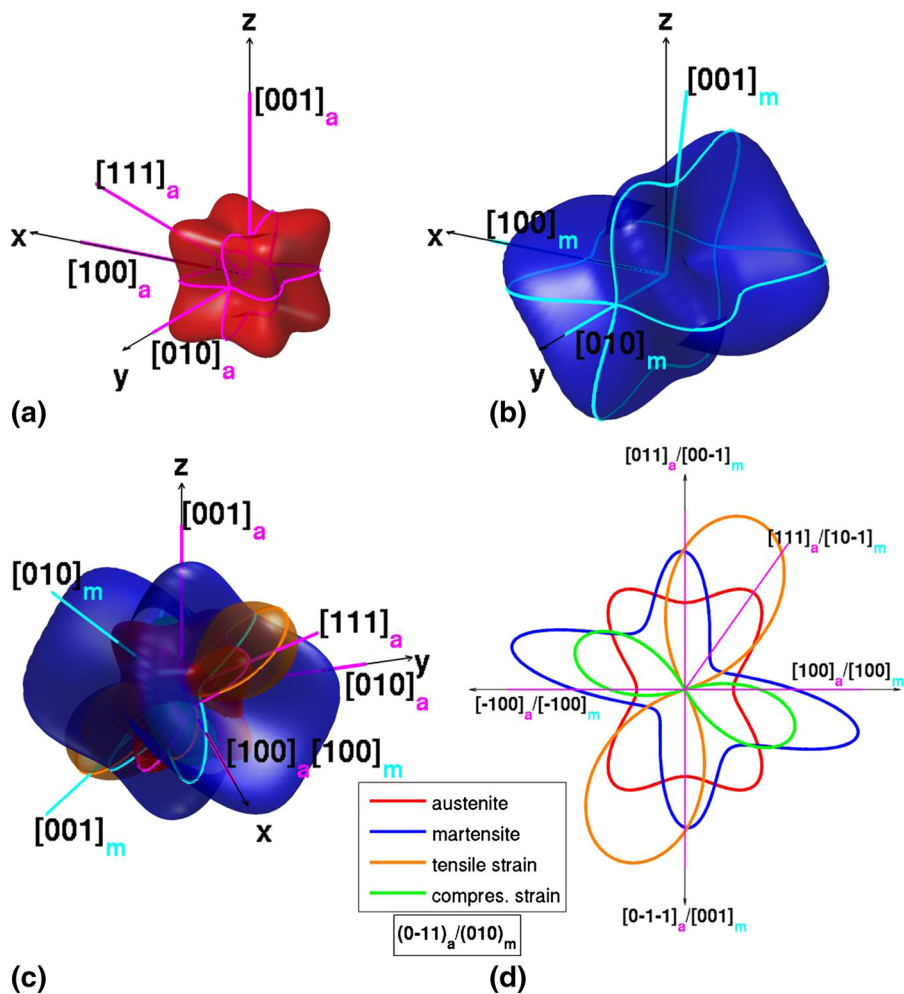 z
[001]a
[111]a
x
[100]a
[010]a
y
(a)
z
[001]m
[100]m
x
[010]m
y
(b)
z
[001]a
[010]m
[111]a
y
[010]a
[100]a[100]m
x
[001]m
(c)
[011]a/[00-1]m
[111]a/[10-1]m
[100]a/[100]m
[-100]a/[-100]m
[0-1-1]a/[001]m
austenite
martensite
tensile strain
compres. strain
(0-11)a/(010)m
(d)